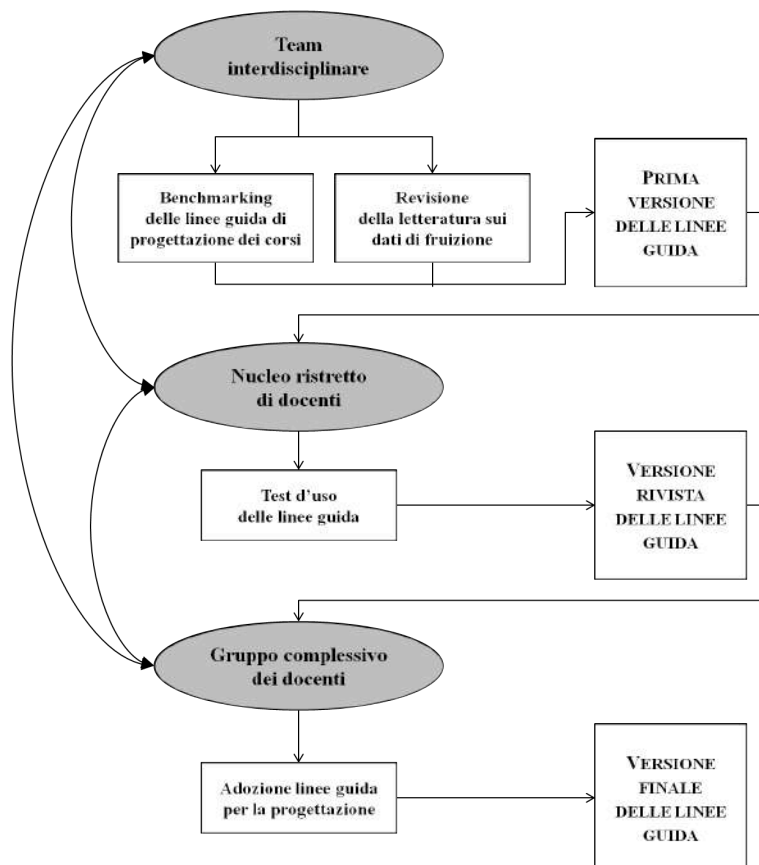 Team
interdisciplinare
Benchmarking
delle linee guida di
progettazione dei corsi
Revisione
della letteratura sui
dati di fruizione
PRIMA
VERSIONE
DELLE LINEE
GUIDA
Nucleo ristretto
di docenti
Test d'uso
delle linee guida
VERSIONE
RIVISTA
DELLE LINEE
GUIDA
Gruppo complessivo
dei docenti
Adozione linee guida
per la progettazione
VERSIONE
FINALE
DELLE LINEE
GUIDA